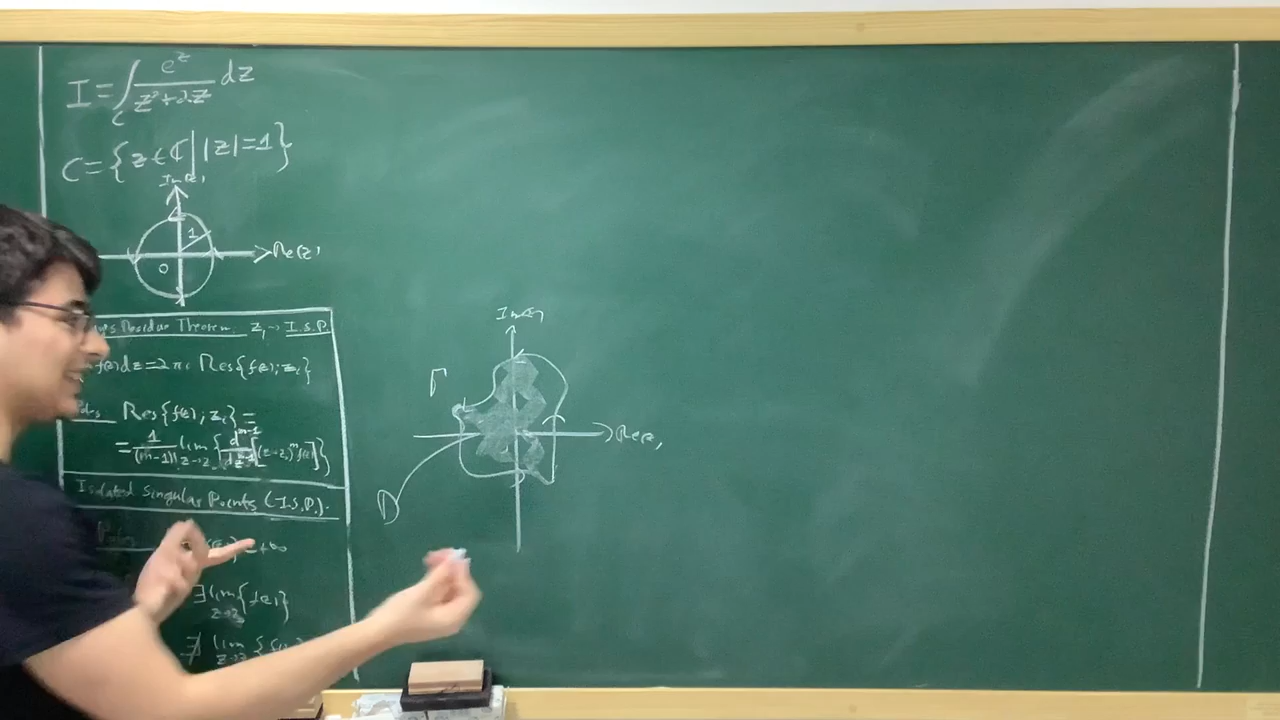 I = ∫_C e^z / (z² + 2z) dz
C = {z ∈ ℂ | |z| = 1}
Im(z)
1
Re(z)
0
Residue Theorem. z₁ → I.S.P.
f(z)dz = 2πi Res{f(z); z₁}
Poles Res{f(z); z₁} =
= 1/(m-1)! lim_{z→z₁} { d^{m-1}/dz^{m-1} [(z-z₁)^m f(z)] }
Isolated Singular Points (I.S.P.).
∞
∃ lim_{z→z₁} {f(z)}
∄ lim
Im(z)
Γ
Re(z)
D